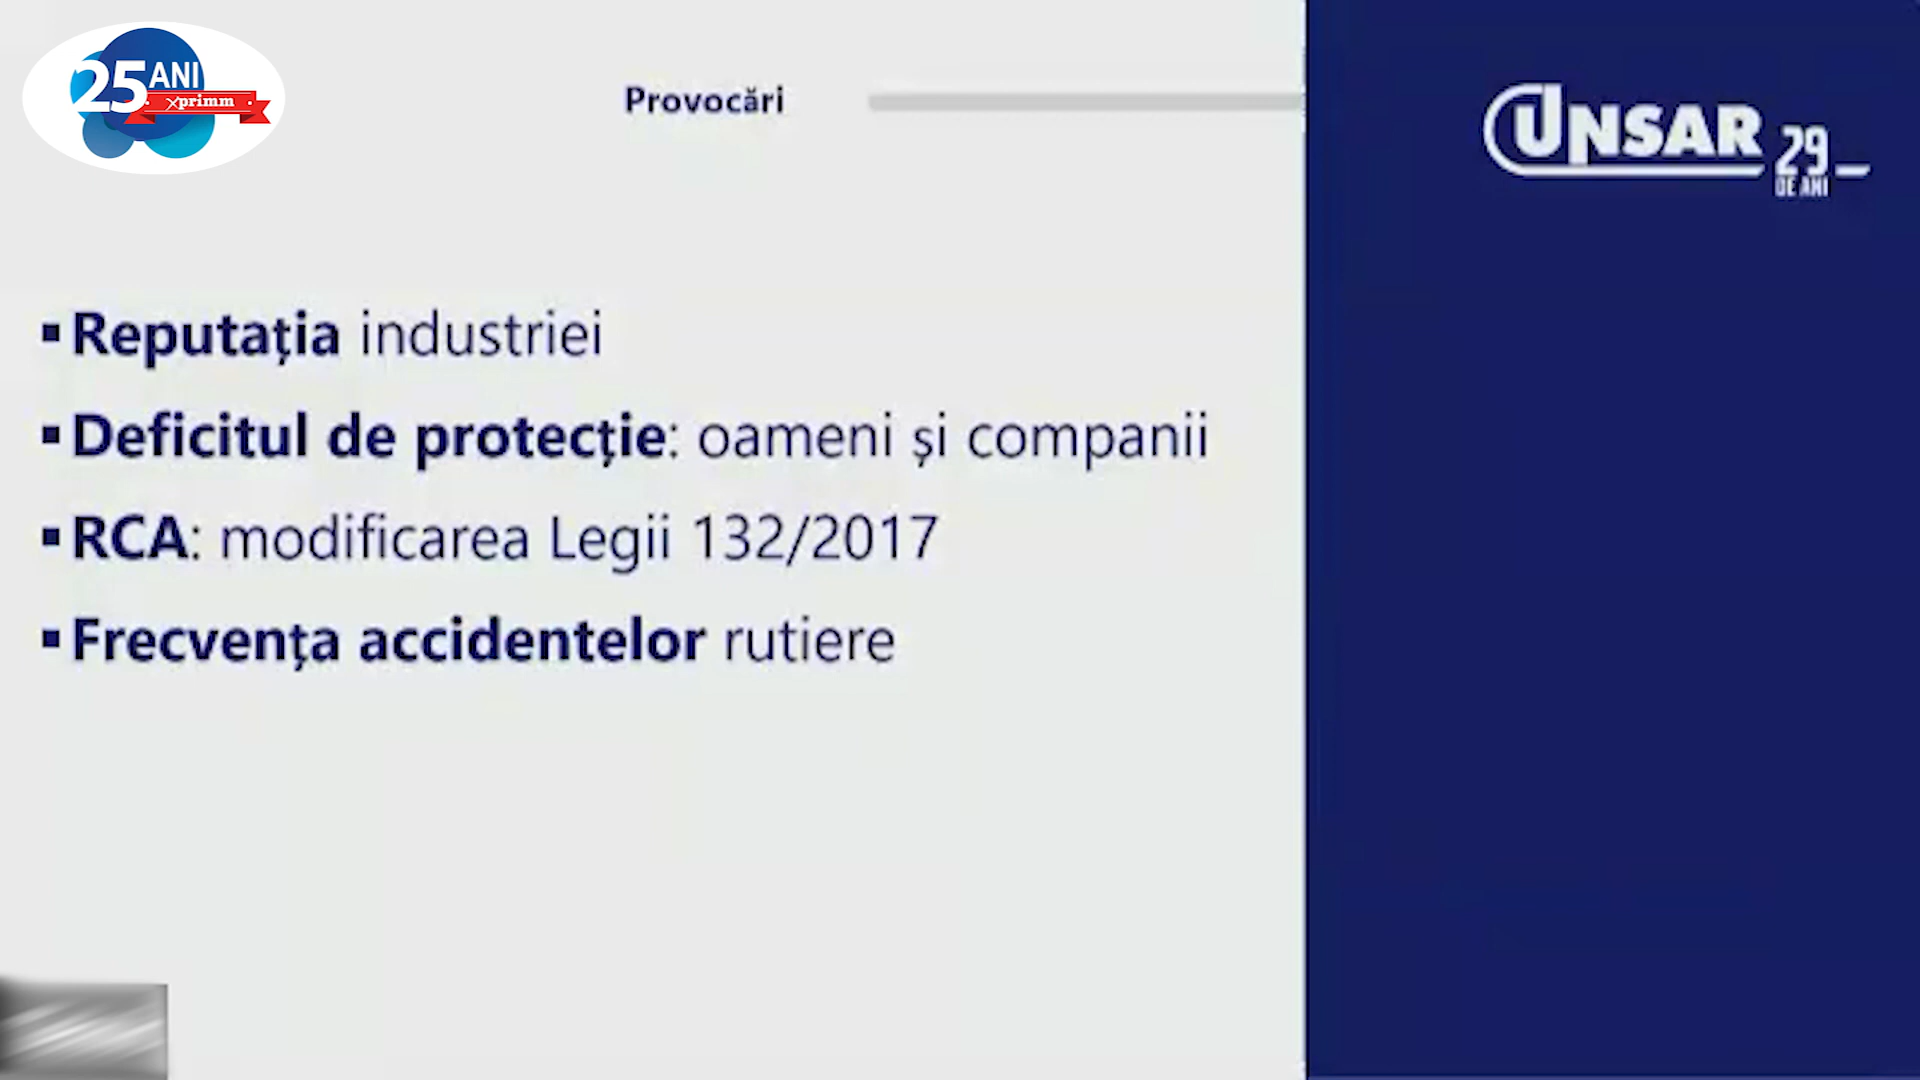 25 ANI
xprimm
Provocări
UNSAR 29
DE ANI
▪ Reputația industriei
▪ Deficitul de protecție: oameni și companii
▪ RCA: modificarea Legii 132/2017
▪ Frecvența accidentelor rutiere